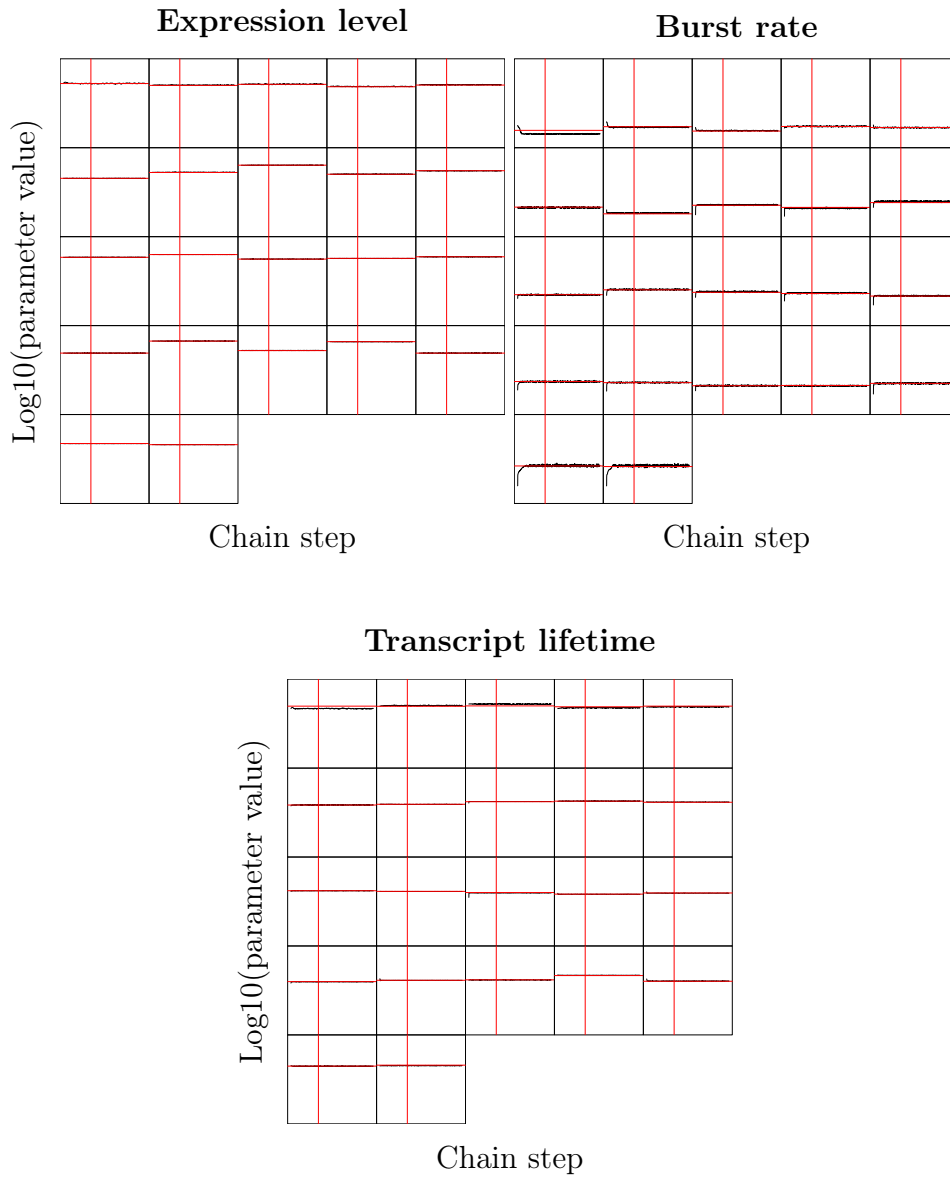 Expression level
Burst rate
Log10(parameter value)
Chain step
Chain step
Transcript lifetime
Log10(parameter value)
Chain step